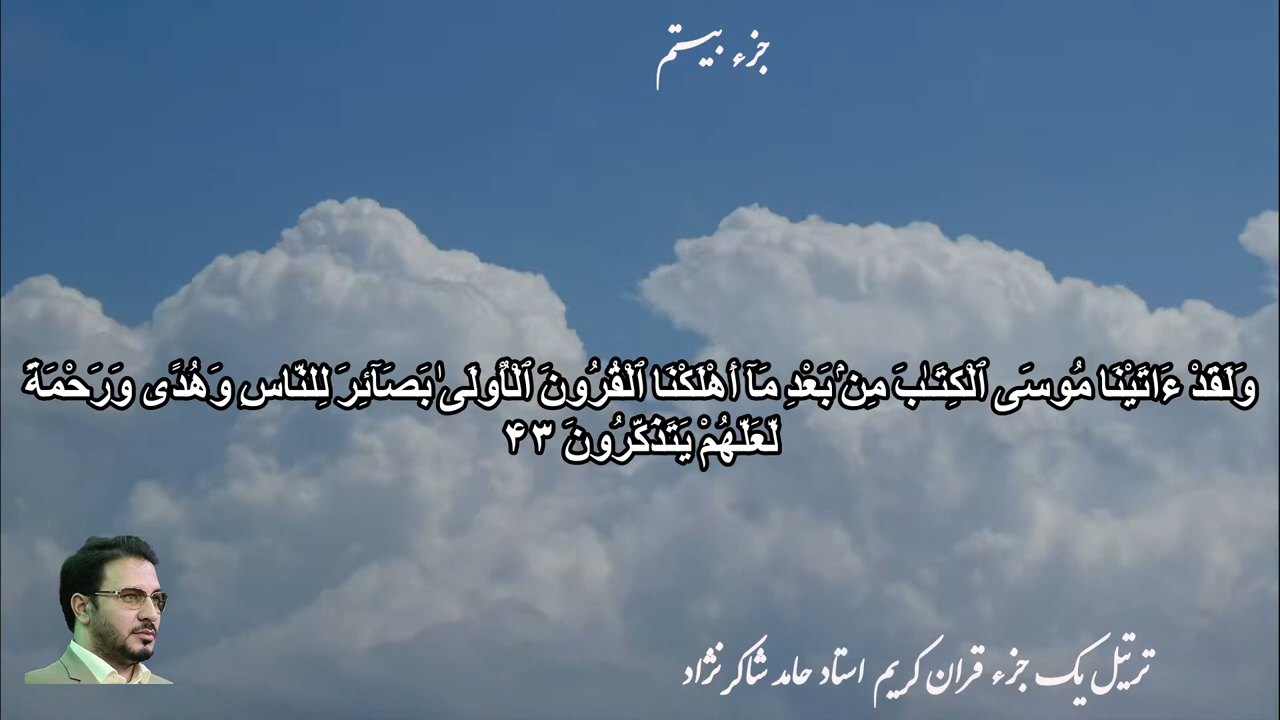 جزء بیستم
وَلَقَدْ ءَاتَيْنَا مُوسَى ٱلْكِتَـٰبَ مِنۢ بَعْدِ مَآ أَهْلَكْنَا ٱلْقُرُونَ ٱلْأُولَىٰ بَصَآئِرَ لِلنَّاسِ وَهُدًى وَرَحْمَةً
لَّعَلَّهُمْ يَتَذَكَّرُونَ ۴۳
ترتیل یک جزء قران کریم استاد حامد شاکرنژاد